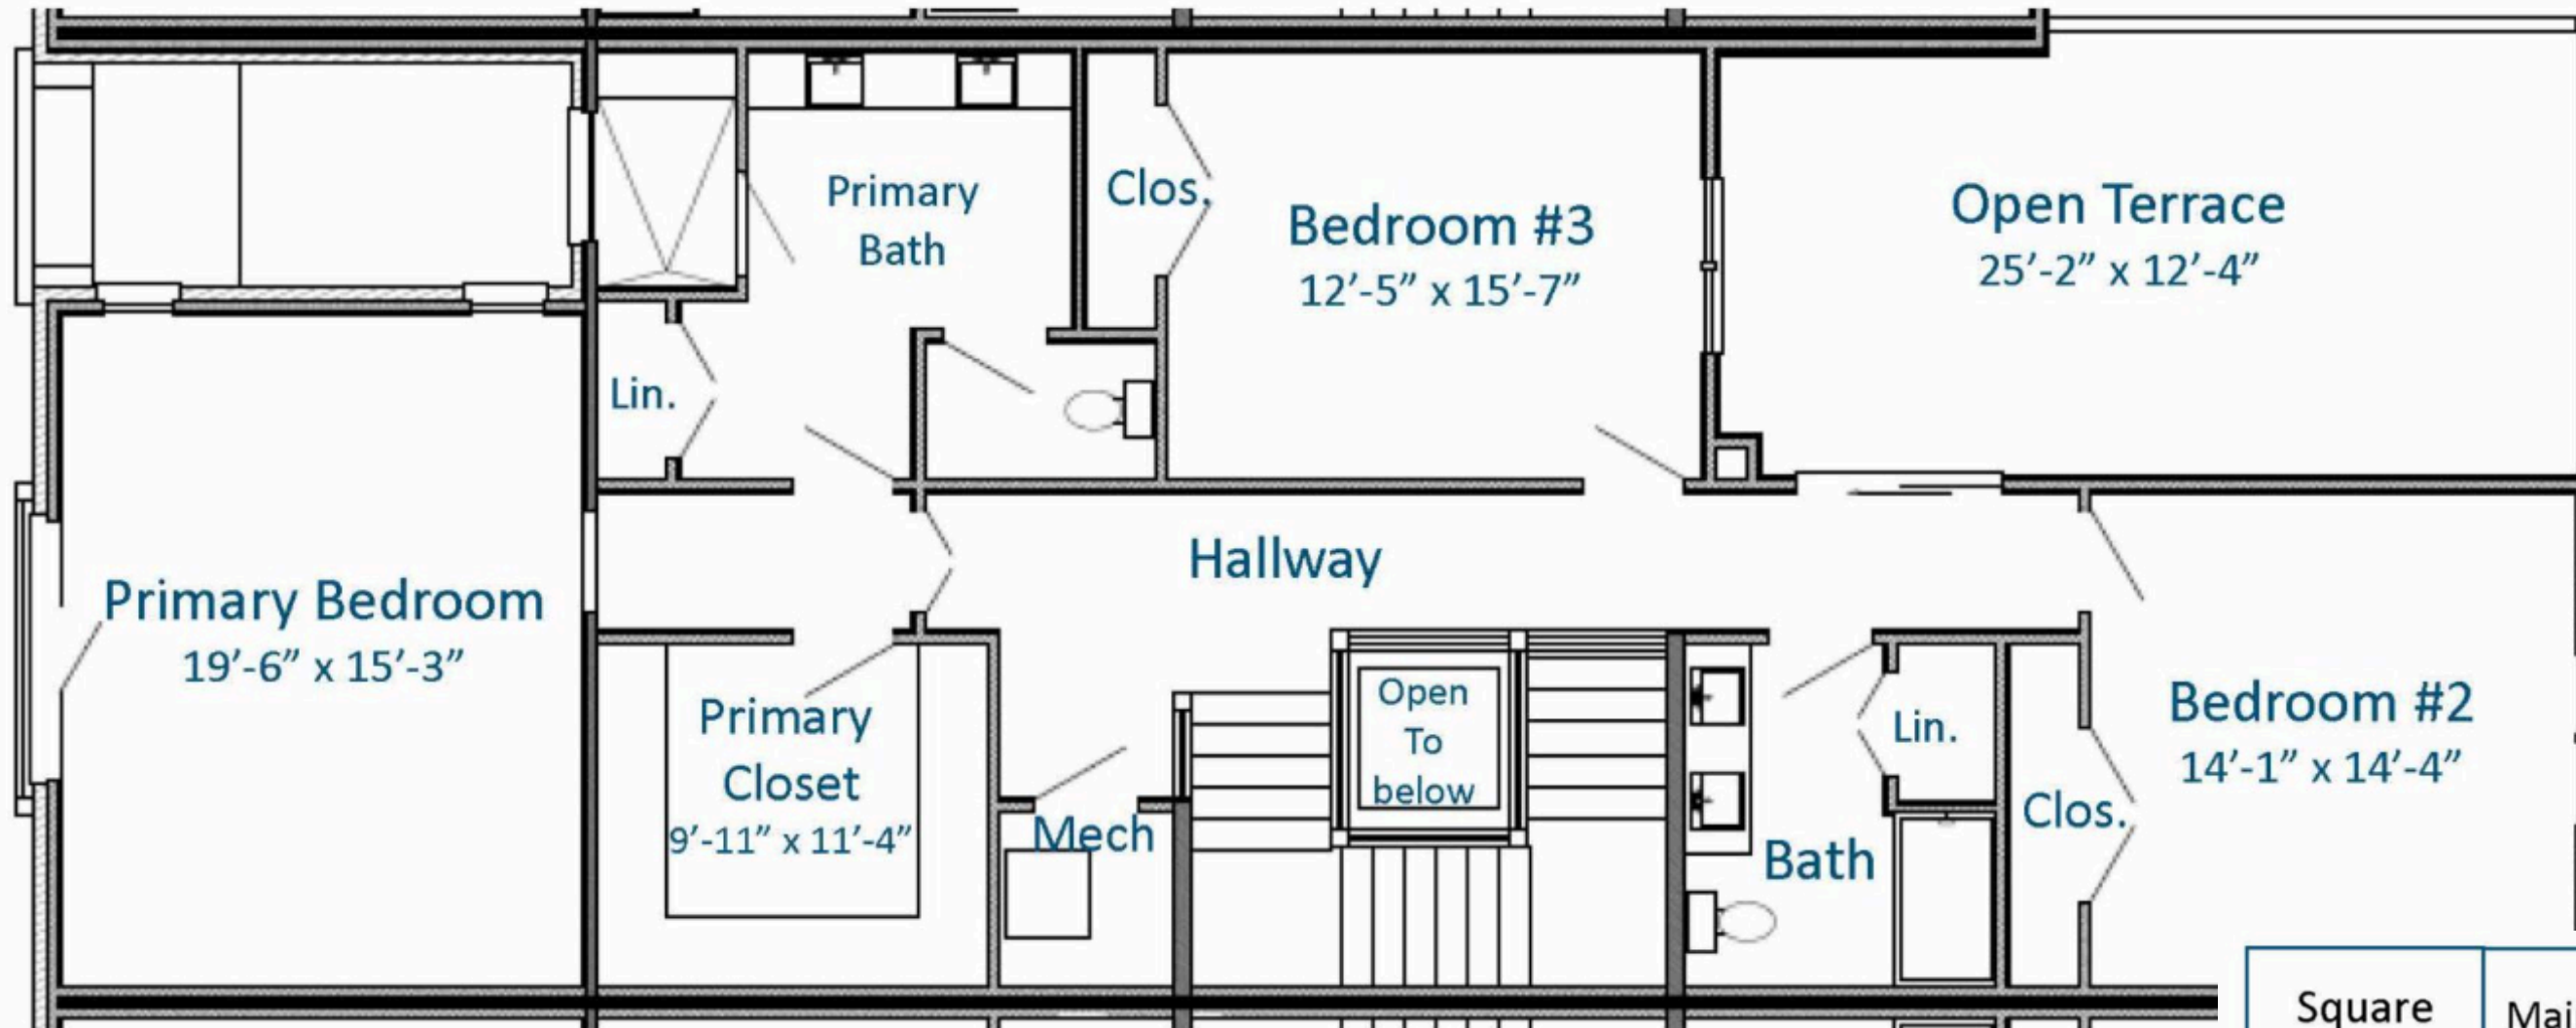 Primary
Bath
Clos.
Bedroom #3
12’-5” x 15’-7”
Open Terrace
25’-2” x 12’-4”
Lin.
Hallway
Primary Bedroom
19’-6” x 15’-3”
Primary
Closet
9’-11” x 11’-4”
Mech
Open
To
below
Bath
Lin.
Clos.
Bedroom #2
14’-1” x 14’-4”
Square